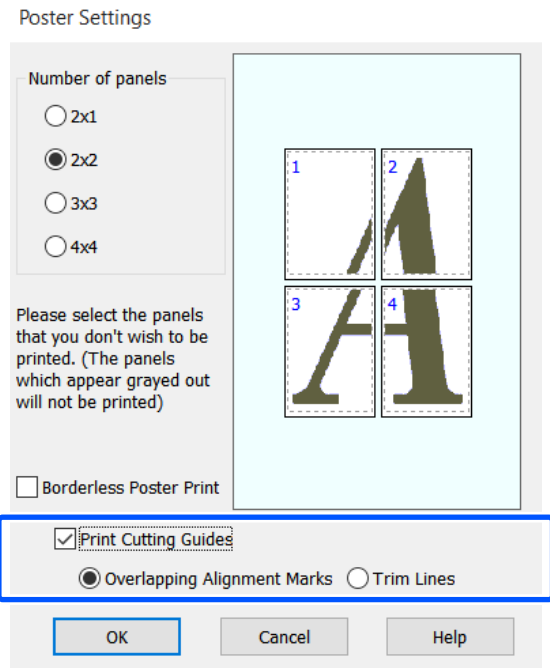 Poster Settings
Number of panels
2x1
2x2
3x3
4x4
1
2
3
4
Please select the panels
that you don't wish to be
printed. (The panels
which appear grayed out
will not be printed)
Borderless Poster Print
Print Cutting Guides
Overlapping Alignment Marks Trim Lines
OK Cancel Help